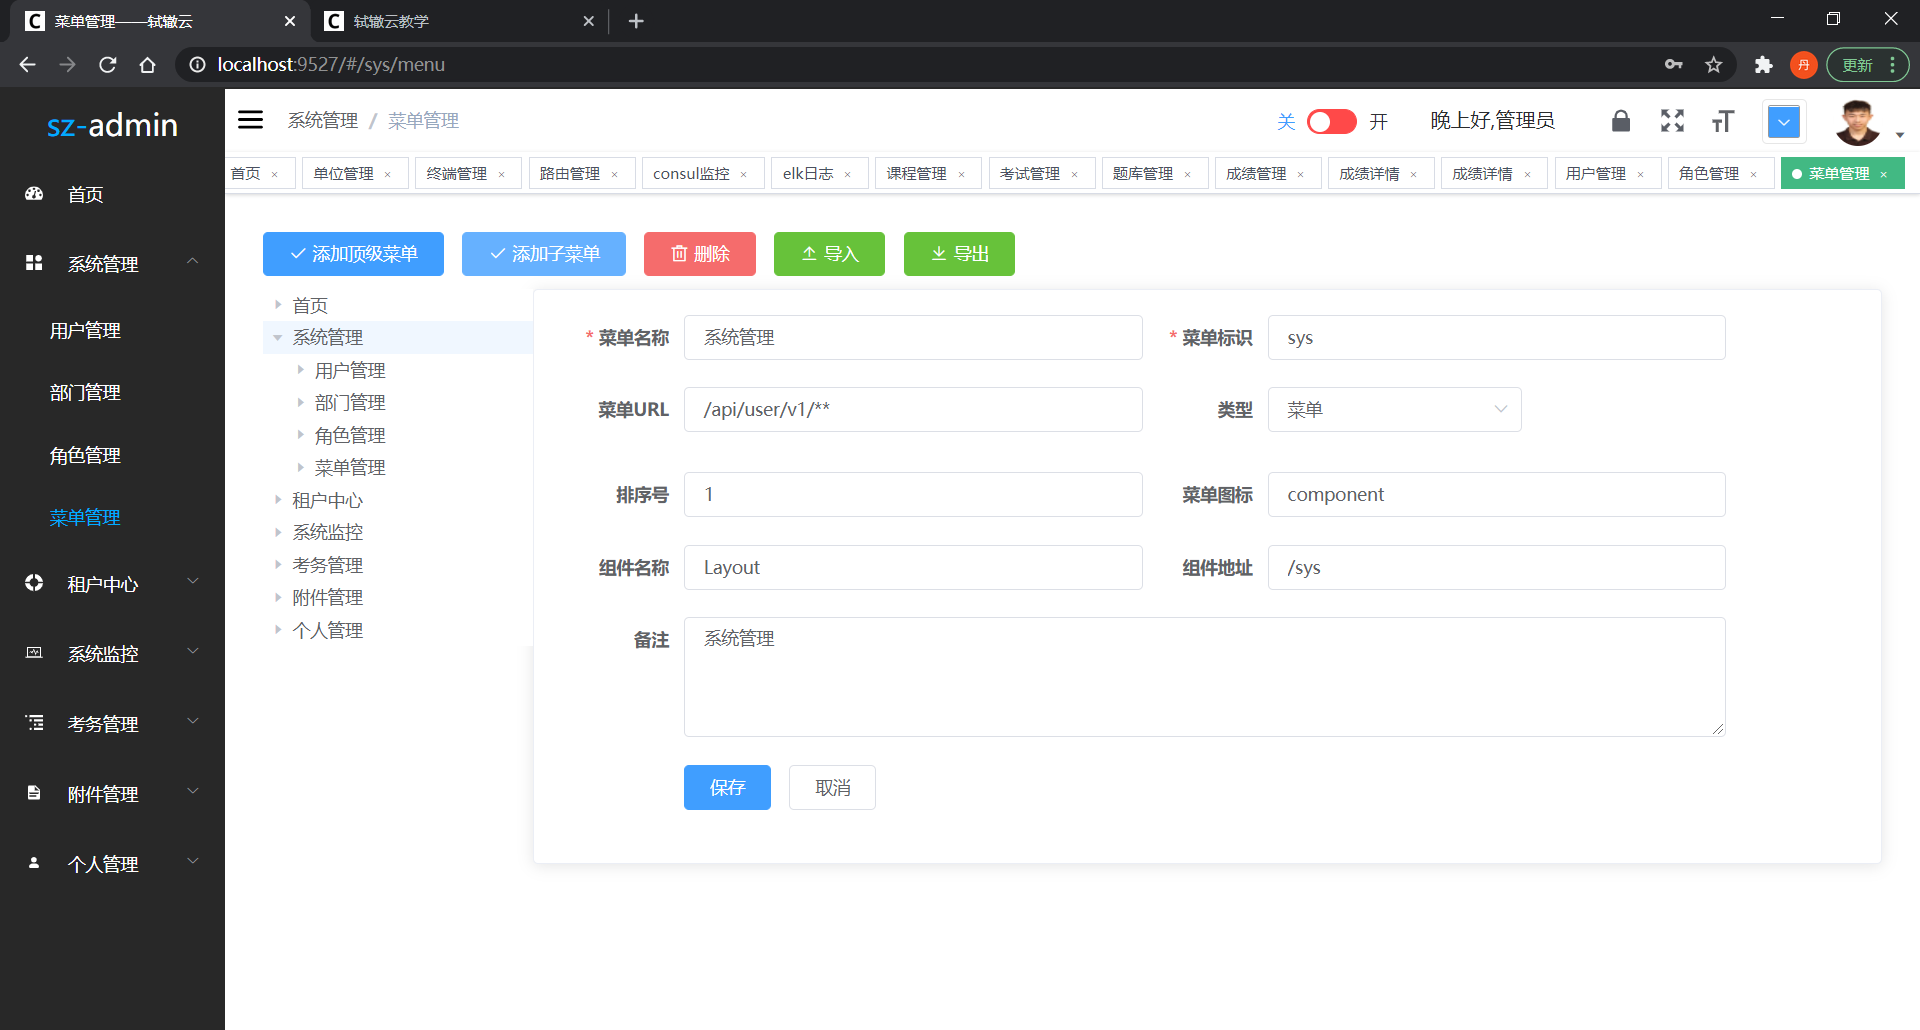 菜单管理——轼辙云
轼辙云教学
localhost:9527/#/sys/menu
丹
更新
sz-admin
系统管理 / 菜单管理
关
开
晚上好,管理员
首页 × 单位管理 × 终端管理 × 路由管理 × consul监控 × elk日志 × 课程管理 × 考试管理 × 题库管理 × 成绩管理 × 成绩详情 × 成绩详情 × 用户管理 × 角色管理 × 菜单管理 ×
首页
系统管理
用户管理
部门管理
角色管理
菜单管理
租户中心
系统监控
考务管理
附件管理
个人管理
添加顶级菜单
添加子菜单
删除
导入
导出
首页
系统管理
用户管理
部门管理
角色管理
菜单管理
租户中心
系统监控
考务管理
附件管理
个人管理
* 菜单名称 系统管理
* 菜单标识 sys
菜单URL /api/user/v1/**
类型 菜单
排序号 1
菜单图标 component
组件名称 Layout
组件地址 /sys
备注 系统管理
保存
取消